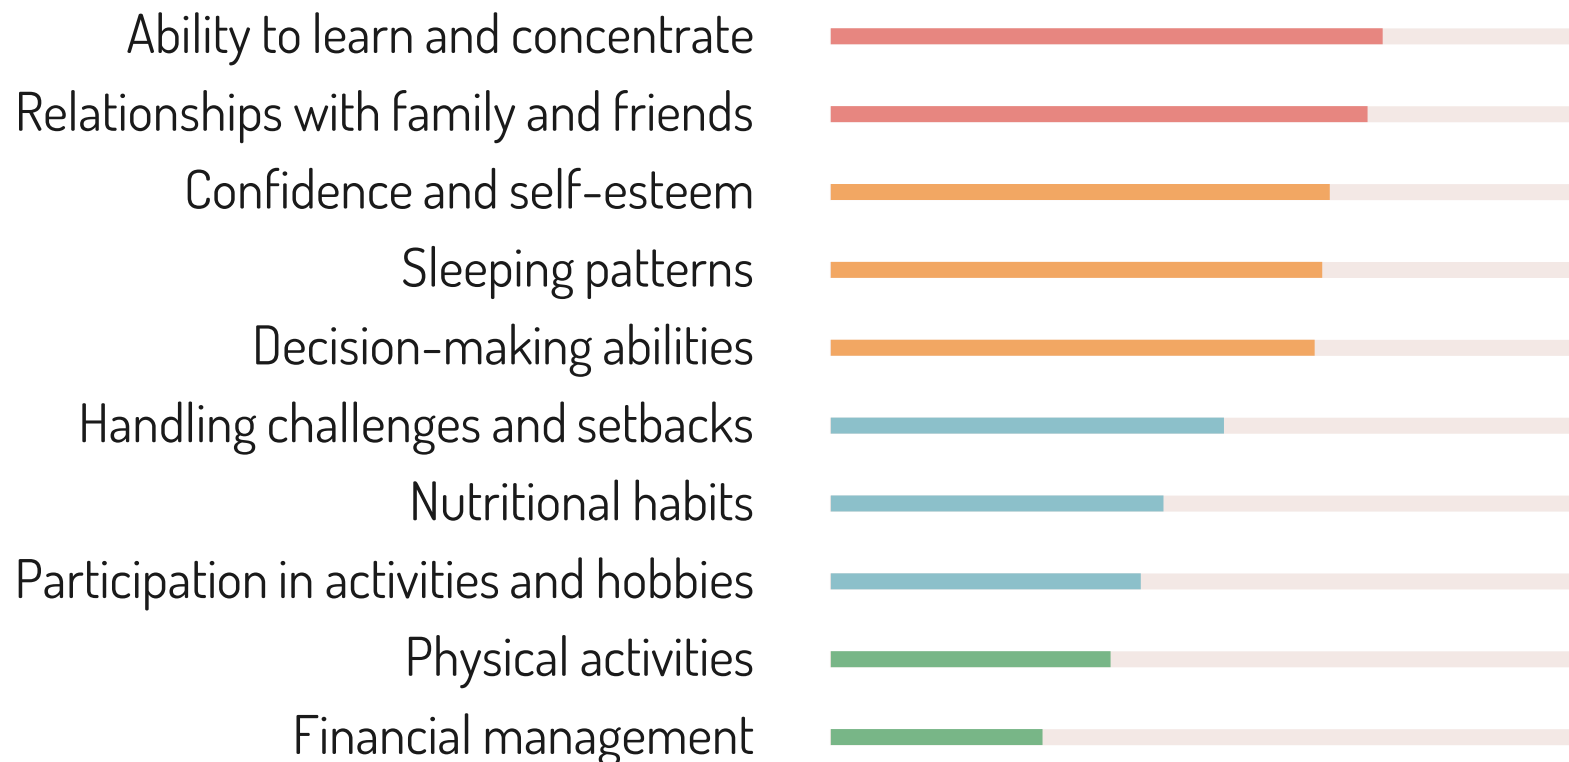 Ability to learn and concentrate
Relationships with family and friends
Confidence and self-esteem
Sleeping patterns
Decision-making abilities
Handling challenges and setbacks
Nutritional habits
Participation in activities and hobbies
Physical activities
Financial management